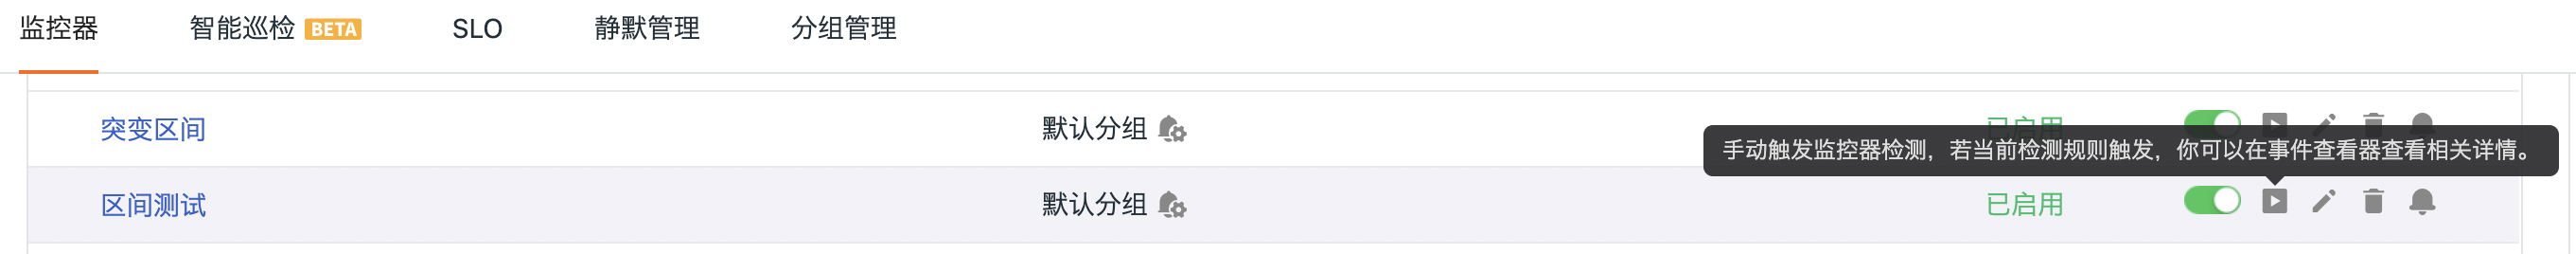 监控器 智能巡检 BETA SLO 静默管理 分组管理
突变区间 默认分组 已启用
手动触发监控器检测，若当前检测规则触发，你可以在事件查看器查看相关详情。
区间测试 默认分组 已启用